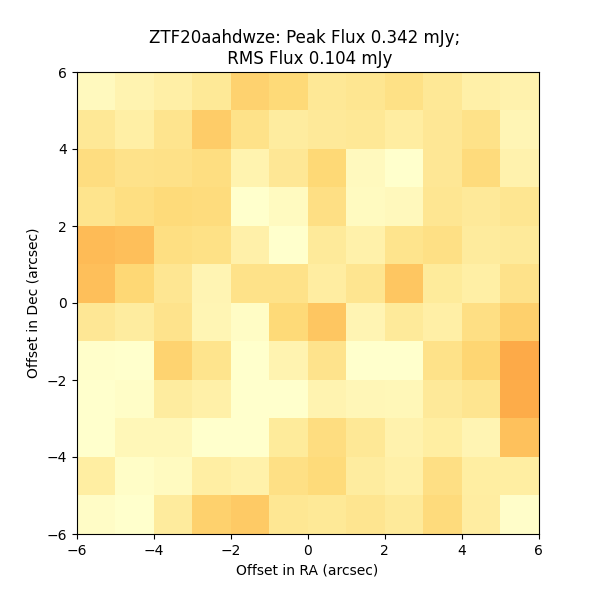 ZTF20aahdwze: Peak Flux 0.342 mJy;
RMS Flux 0.104 mJy
6
4
2
0
−2
−4
−6
Offset in Dec (arcsec)
−6 −4 −2 0 2 4 6
Offset in RA (arcsec)